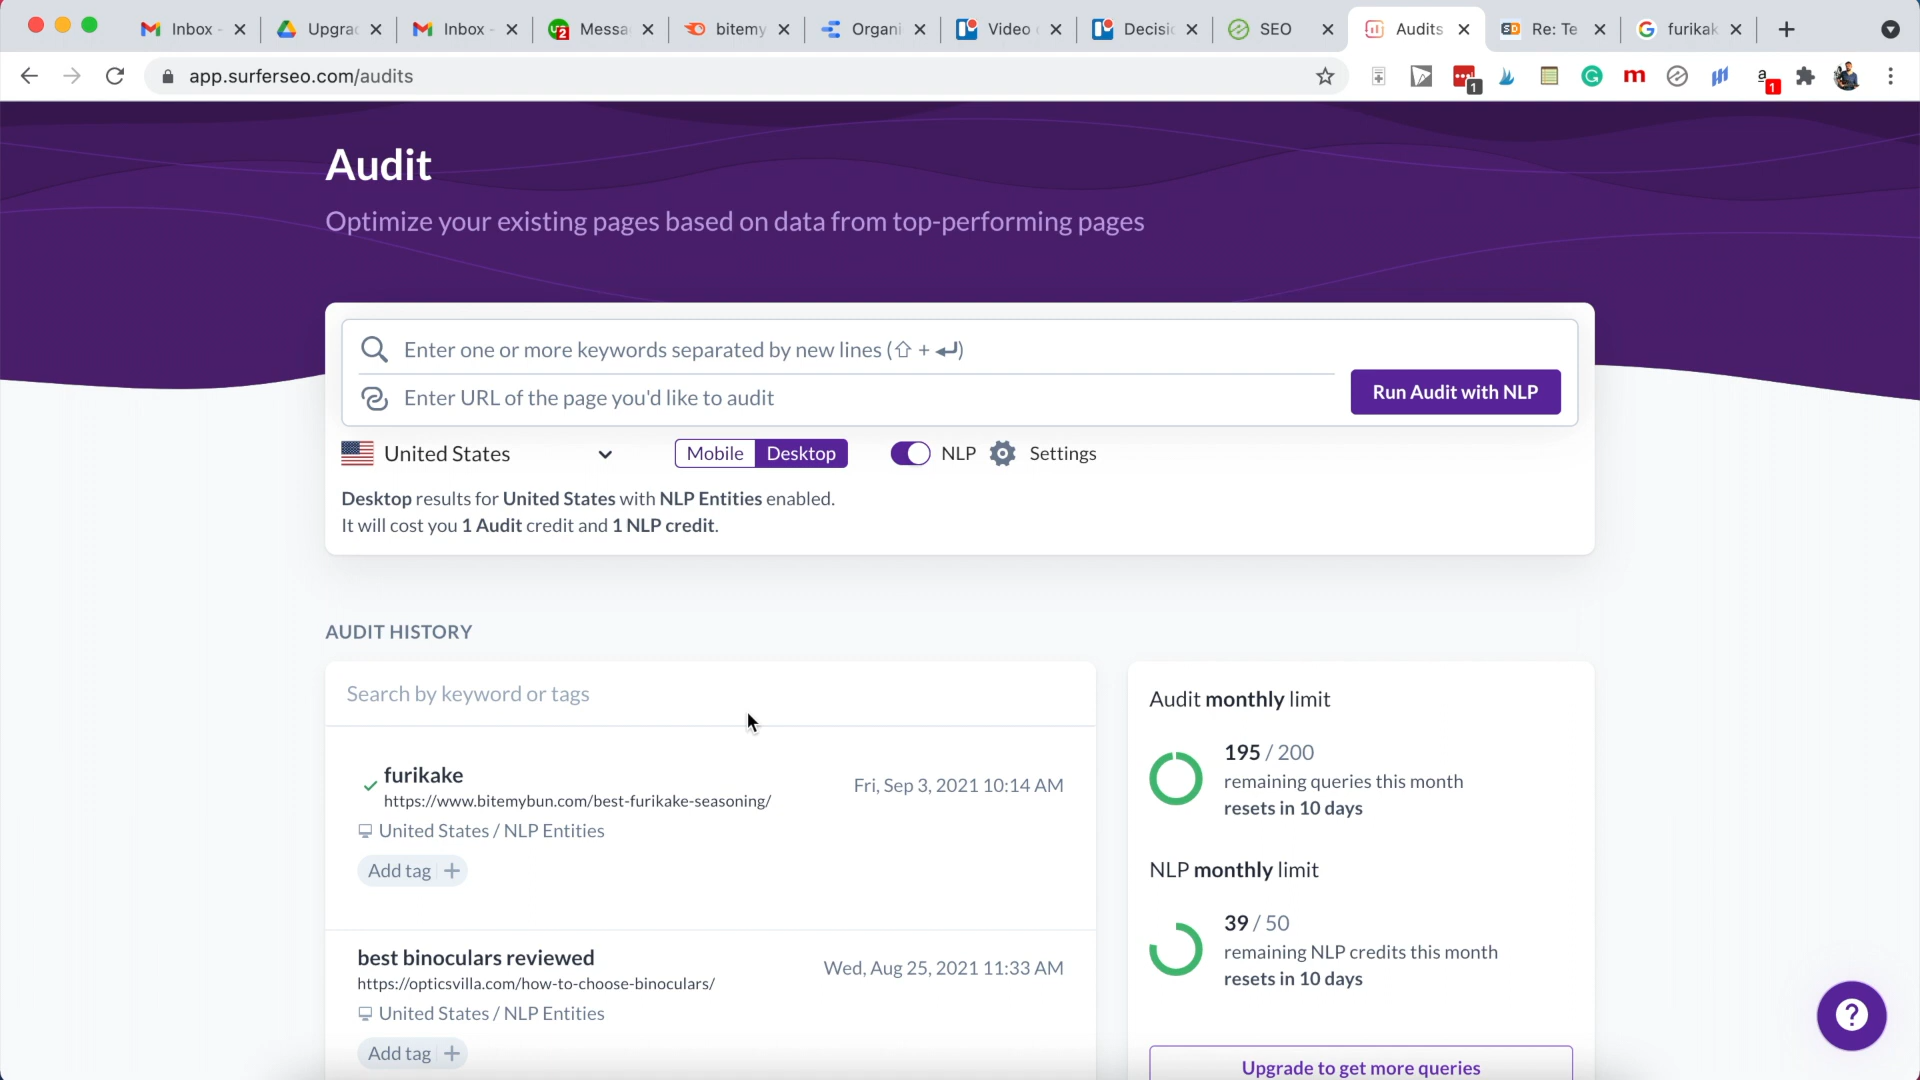 Inbox -
Upgrad
Inbox -
Messa
bitemy
Organi
Video
Decisio
SEO
Audits
Re: Te
furikak
app.surferseo.com/audits
Audit
Optimize your existing pages based on data from top-performing pages
Enter one or more keywords separated by new lines (⇧ + ↵)
Enter URL of the page you'd like to audit
Run Audit with NLP
United States
Mobile
Desktop
NLP
Settings
Desktop results for United States with NLP Entities enabled.
It will cost you 1 Audit credit and 1 NLP credit.
AUDIT HISTORY
Search by keyword or tags
furikake
https://www.bitemybun.com/best-furikake-seasoning/
Fri, Sep 3, 2021 10:14 AM
United States / NLP Entities
Add tag +
best binoculars reviewed
https://opticsvilla.com/how-to-choose-binoculars/
Wed, Aug 25, 2021 11:33 AM
United States / NLP Entities
Add tag +
Audit monthly limit
195 / 200
remaining queries this month
resets in 10 days
NLP monthly limit
39 / 50
remaining NLP credits this month
resets in 10 days
Upgrade to get more queries